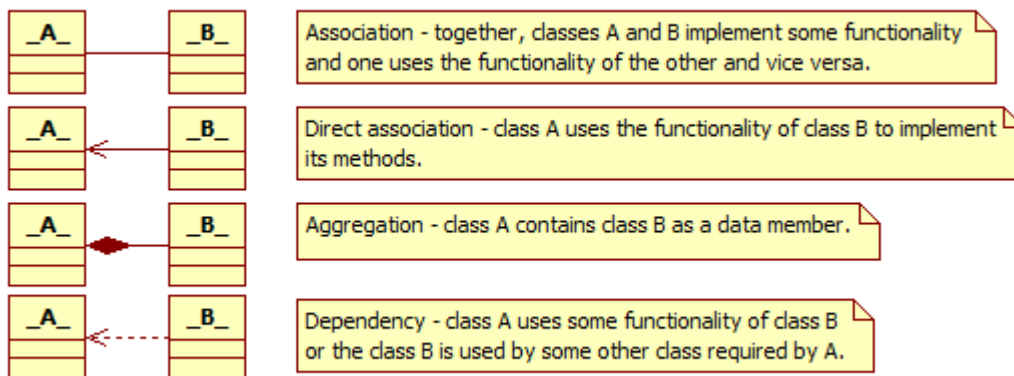 _A_ _B_
Association - together, classes A and B implement some functionality
and one uses the functionality of the other and vice versa.
_A_ _B_
Direct association - class A uses the functionality of class B to implement
its methods.
_A_ _B_
Aggregation - class A contains class B as a data member.
_A_ _B_
Dependency - class A uses some functionality of class B
or the class B is used by some other class required by A.